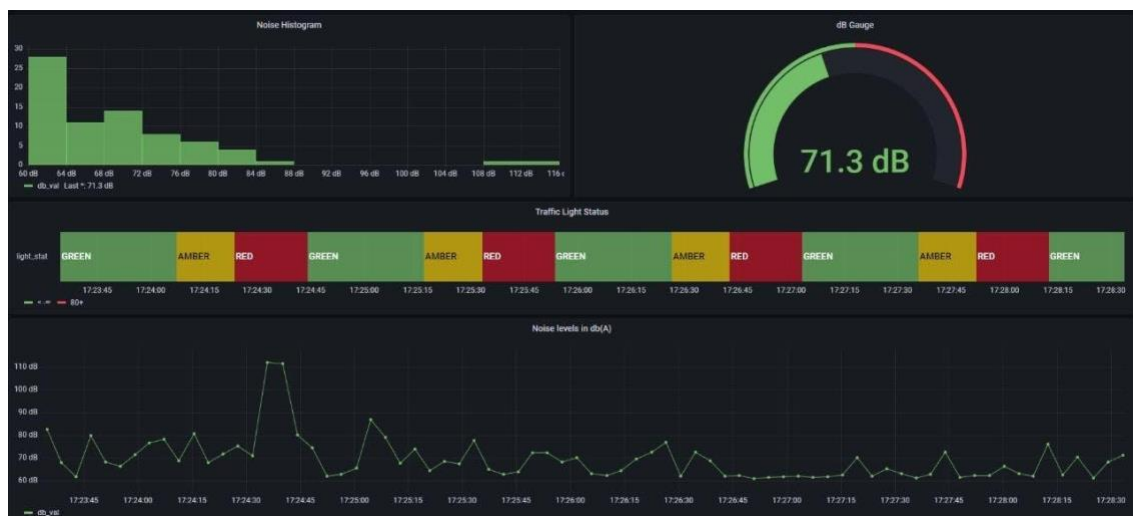 Noise Histogram
30
25
20
15
10
5
0
60 dB 64 dB 68 dB 72 dB 76 dB 80 dB 84 dB 88 dB 92 dB 96 dB 100 dB 104 dB 108 dB 112 dB 116 d
db_val Last *: 71.3 dB
dB Gauge
71.3 dB
Traffic Light Status
light_stat GREEN AMBER RED GREEN AMBER RED GREEN AMBER RED GREEN AMBER RED GREEN
17:23:45 17:24:00 17:24:15 17:24:30 17:24:45 17:25:00 17:25:15 17:25:30 17:25:45 17:26:00 17:26:15 17:26:30 17:26:45 17:27:00 17:27:15 17:27:45 17:28:00 17:28:15 17:28:30
80+
Noise levels in db(A)
110 dB
100 dB
90 dB
80 dB
70 dB
60 dB
17:23:45 17:24:00 17:24:15 17:24:30 17:24:45 17:25:00 17:25:15 17:25:30 17:25:45 17:26:00 17:26:15 17:26:30 17:26:45 17:27:00 17:27:15 17:27:30 17:27:45 17:28:00 17:28:15 17:28:30
db_val